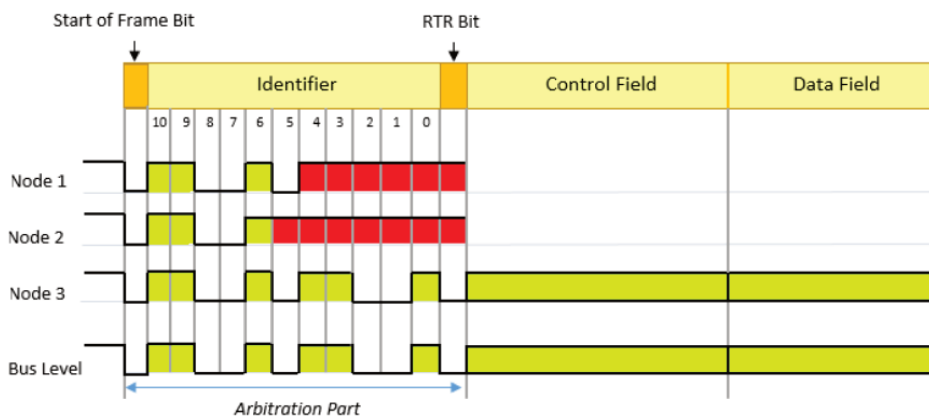 Start of Frame Bit RTR Bit
Identifier Control Field Data Field
10 9 8 7 6 5 4 3 2 1 0
Node 1
Node 2
Node 3
Bus Level
Arbitration Part